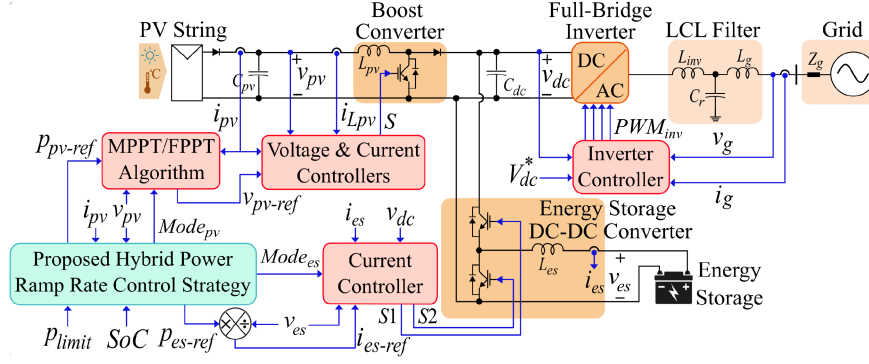 PV String
Boost
Converter
Full-Bridge
Inverter
LCL Filter
Grid
°C
C_pv
+
v_pv
−
L_pv
i_pv
i_Lpv
S
C_dc
+
v_dc
−
DC
AC
L_inv
L_g
C_r
Z_g
PWM_inv
v_g
i_g
V_dc*
Inverter
Controller
p_pv-ref
MPPT/FPPT
Algorithm
Voltage & Current
Controllers
v_pv-ref
i_pv
v_pv
Mode_pv
i_es
v_dc
Proposed Hybrid Power
Ramp Rate Control Strategy
Mode_es
Current
Controller
Energy Storage
DC-DC Converter
L_es
i_es
+
v_es
−
Energy
Storage
p_limit
SoC
p_es-ref
×
÷
v_es
i_es-ref
S1
S2